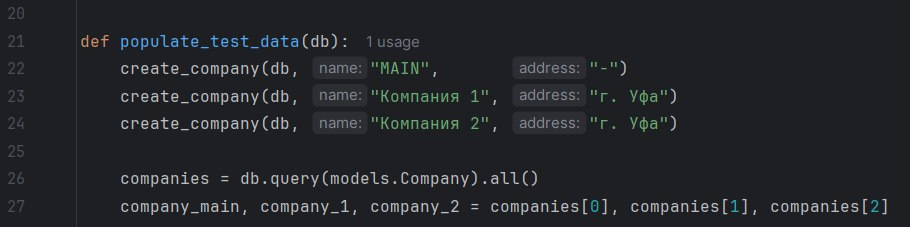 20
21 def populate_test_data(db): 1 usage
22 create_company(db, name: "MAIN", address: "-")
23 create_company(db, name: "Компания 1", address: "г. Уфа")
24 create_company(db, name: "Компания 2", address: "г. Уфа")
25
26 companies = db.query(models.Company).all()
27 company_main, company_1, company_2 = companies[0], companies[1], companies[2]